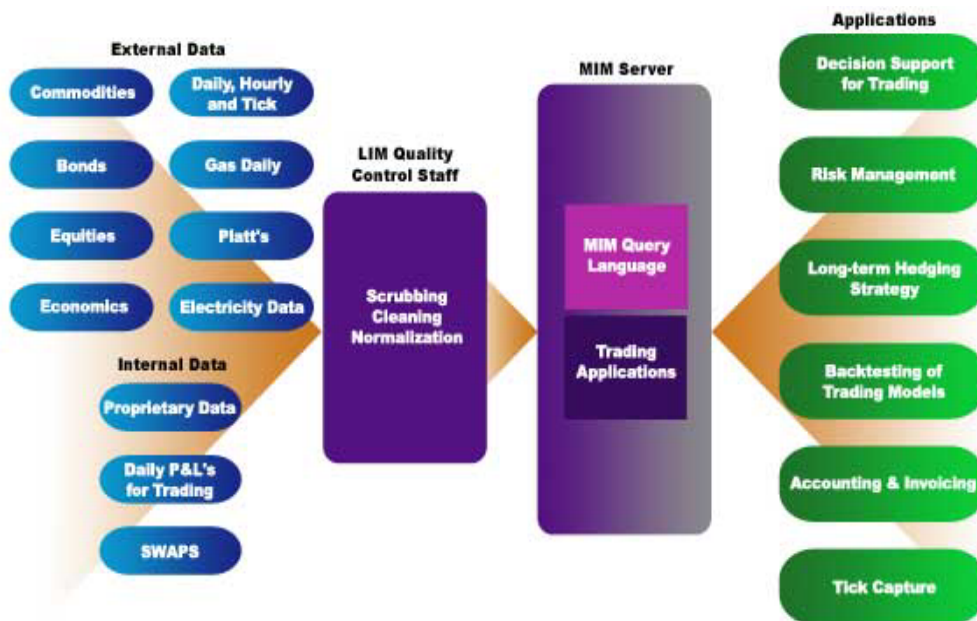 External Data
Commodities
Daily, Hourly
and Tick
Bonds
Gas Daily
Equities
Platt's
Economics
Electricity Data
Internal Data
Proprietary Data
Daily P&L's
for Trading
SWAPS
LIM Quality
Control Staff
Scrubbing
Cleaning
Normalization
MIM Server
MIM Query
Language
Trading
Applications
Applications
Decision Support
for Trading
Risk Management
Long-term Hedging
Strategy
Backtesting of
Trading Models
Accounting & Invoicing
Tick Capture